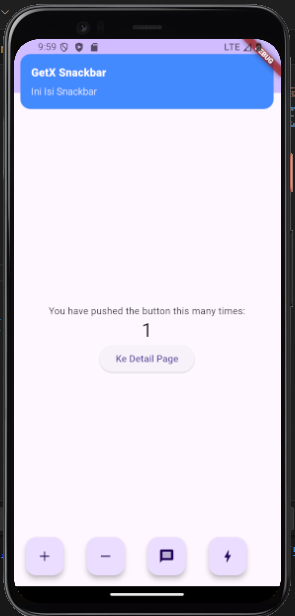 9:59 LTE
DEBUG
GetX Snackbar
Ini Isi Snackbar
You have pushed the button this many times:
1
Ke Detail Page